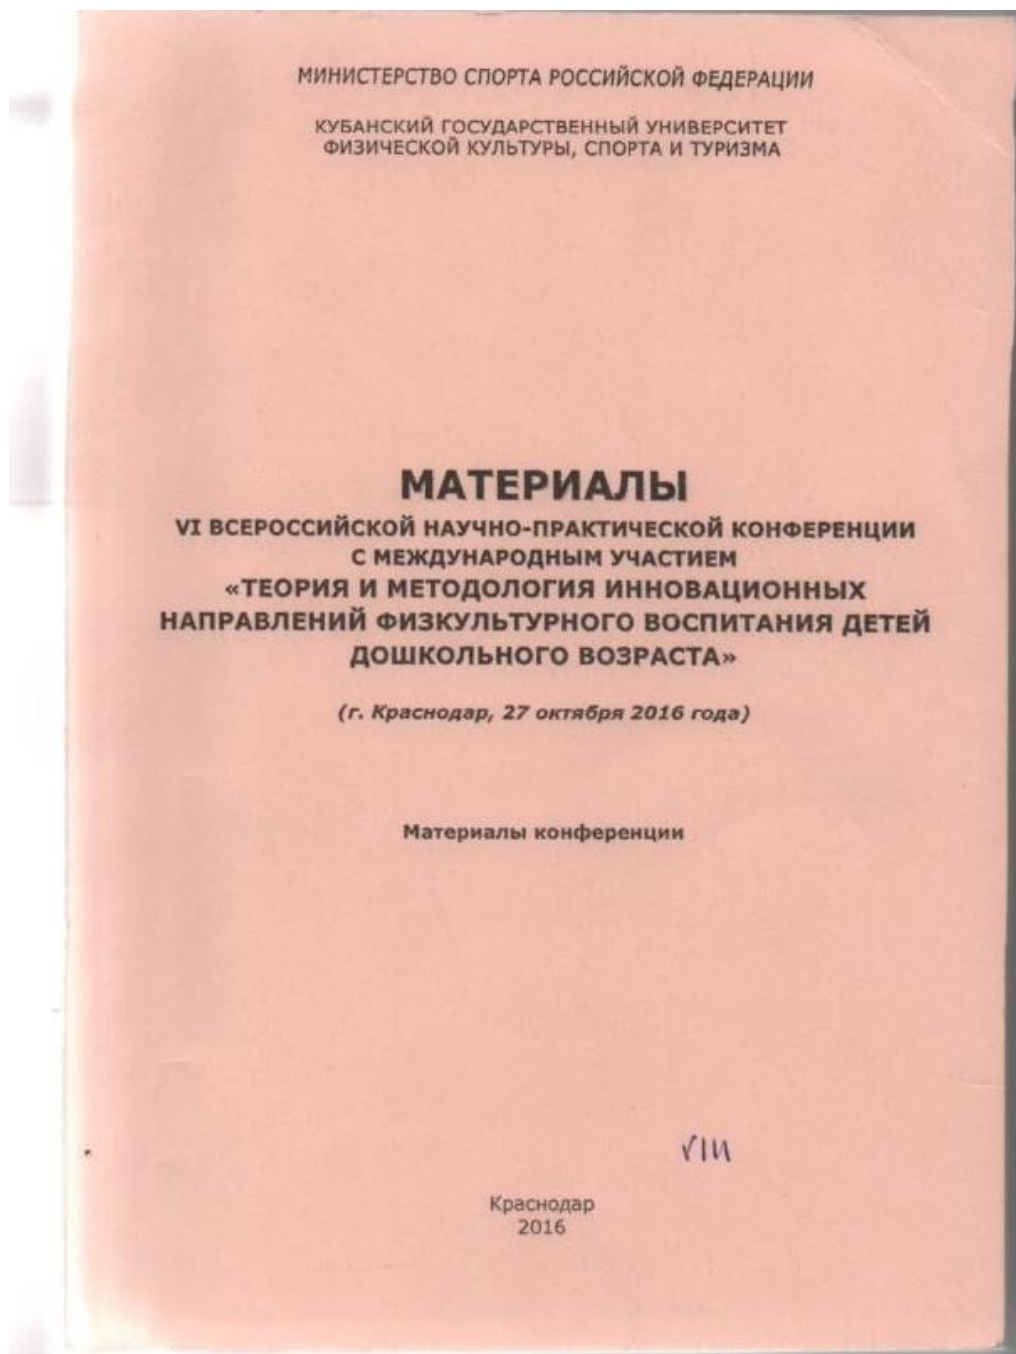 МИНИСТЕРСТВО СПОРТА РОССИЙСКОЙ ФЕДЕРАЦИИ
КУБАНСКИЙ ГОСУДАРСТВЕННЫЙ УНИВЕРСИТЕТ
ФИЗИЧЕСКОЙ КУЛЬТУРЫ, СПОРТА И ТУРИЗМА
МАТЕРИАЛЫ
VI ВСЕРОССИЙСКОЙ НАУЧНО-ПРАКТИЧЕСКОЙ КОНФЕРЕНЦИИ
С МЕЖДУНАРОДНЫМ УЧАСТИЕМ
«ТЕОРИЯ И МЕТОДОЛОГИЯ ИННОВАЦИОННЫХ
НАПРАВЛЕНИЙ ФИЗКУЛЬТУРНОГО ВОСПИТАНИЯ ДЕТЕЙ
ДОШКОЛЬНОГО ВОЗРАСТА»
(г. Краснодар, 27 октября 2016 года)
Материалы конференции
VIII
Краснодар
2016